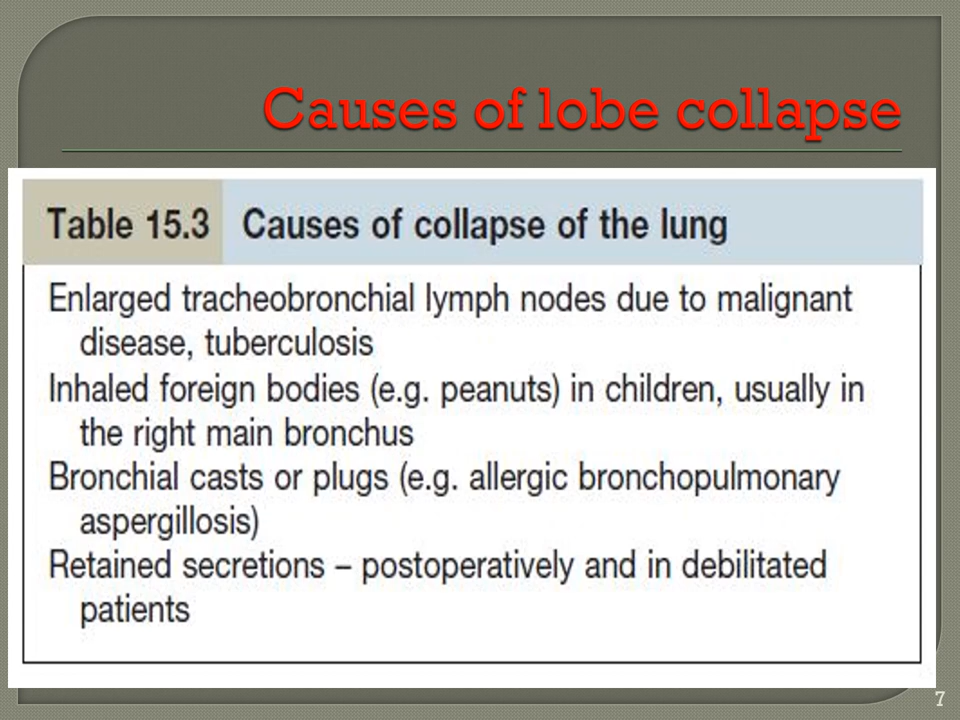 Causes of lobe collapse
Table 15.3 Causes of collapse of the lung
Enlarged tracheobronchial lymph nodes due to malignant
disease, tuberculosis
Inhaled foreign bodies (e.g. peanuts) in children, usually in
the right main bronchus
Bronchial casts or plugs (e.g. allergic bronchopulmonary
aspergillosis)
Retained secretions – postoperatively and in debilitated
patients
7